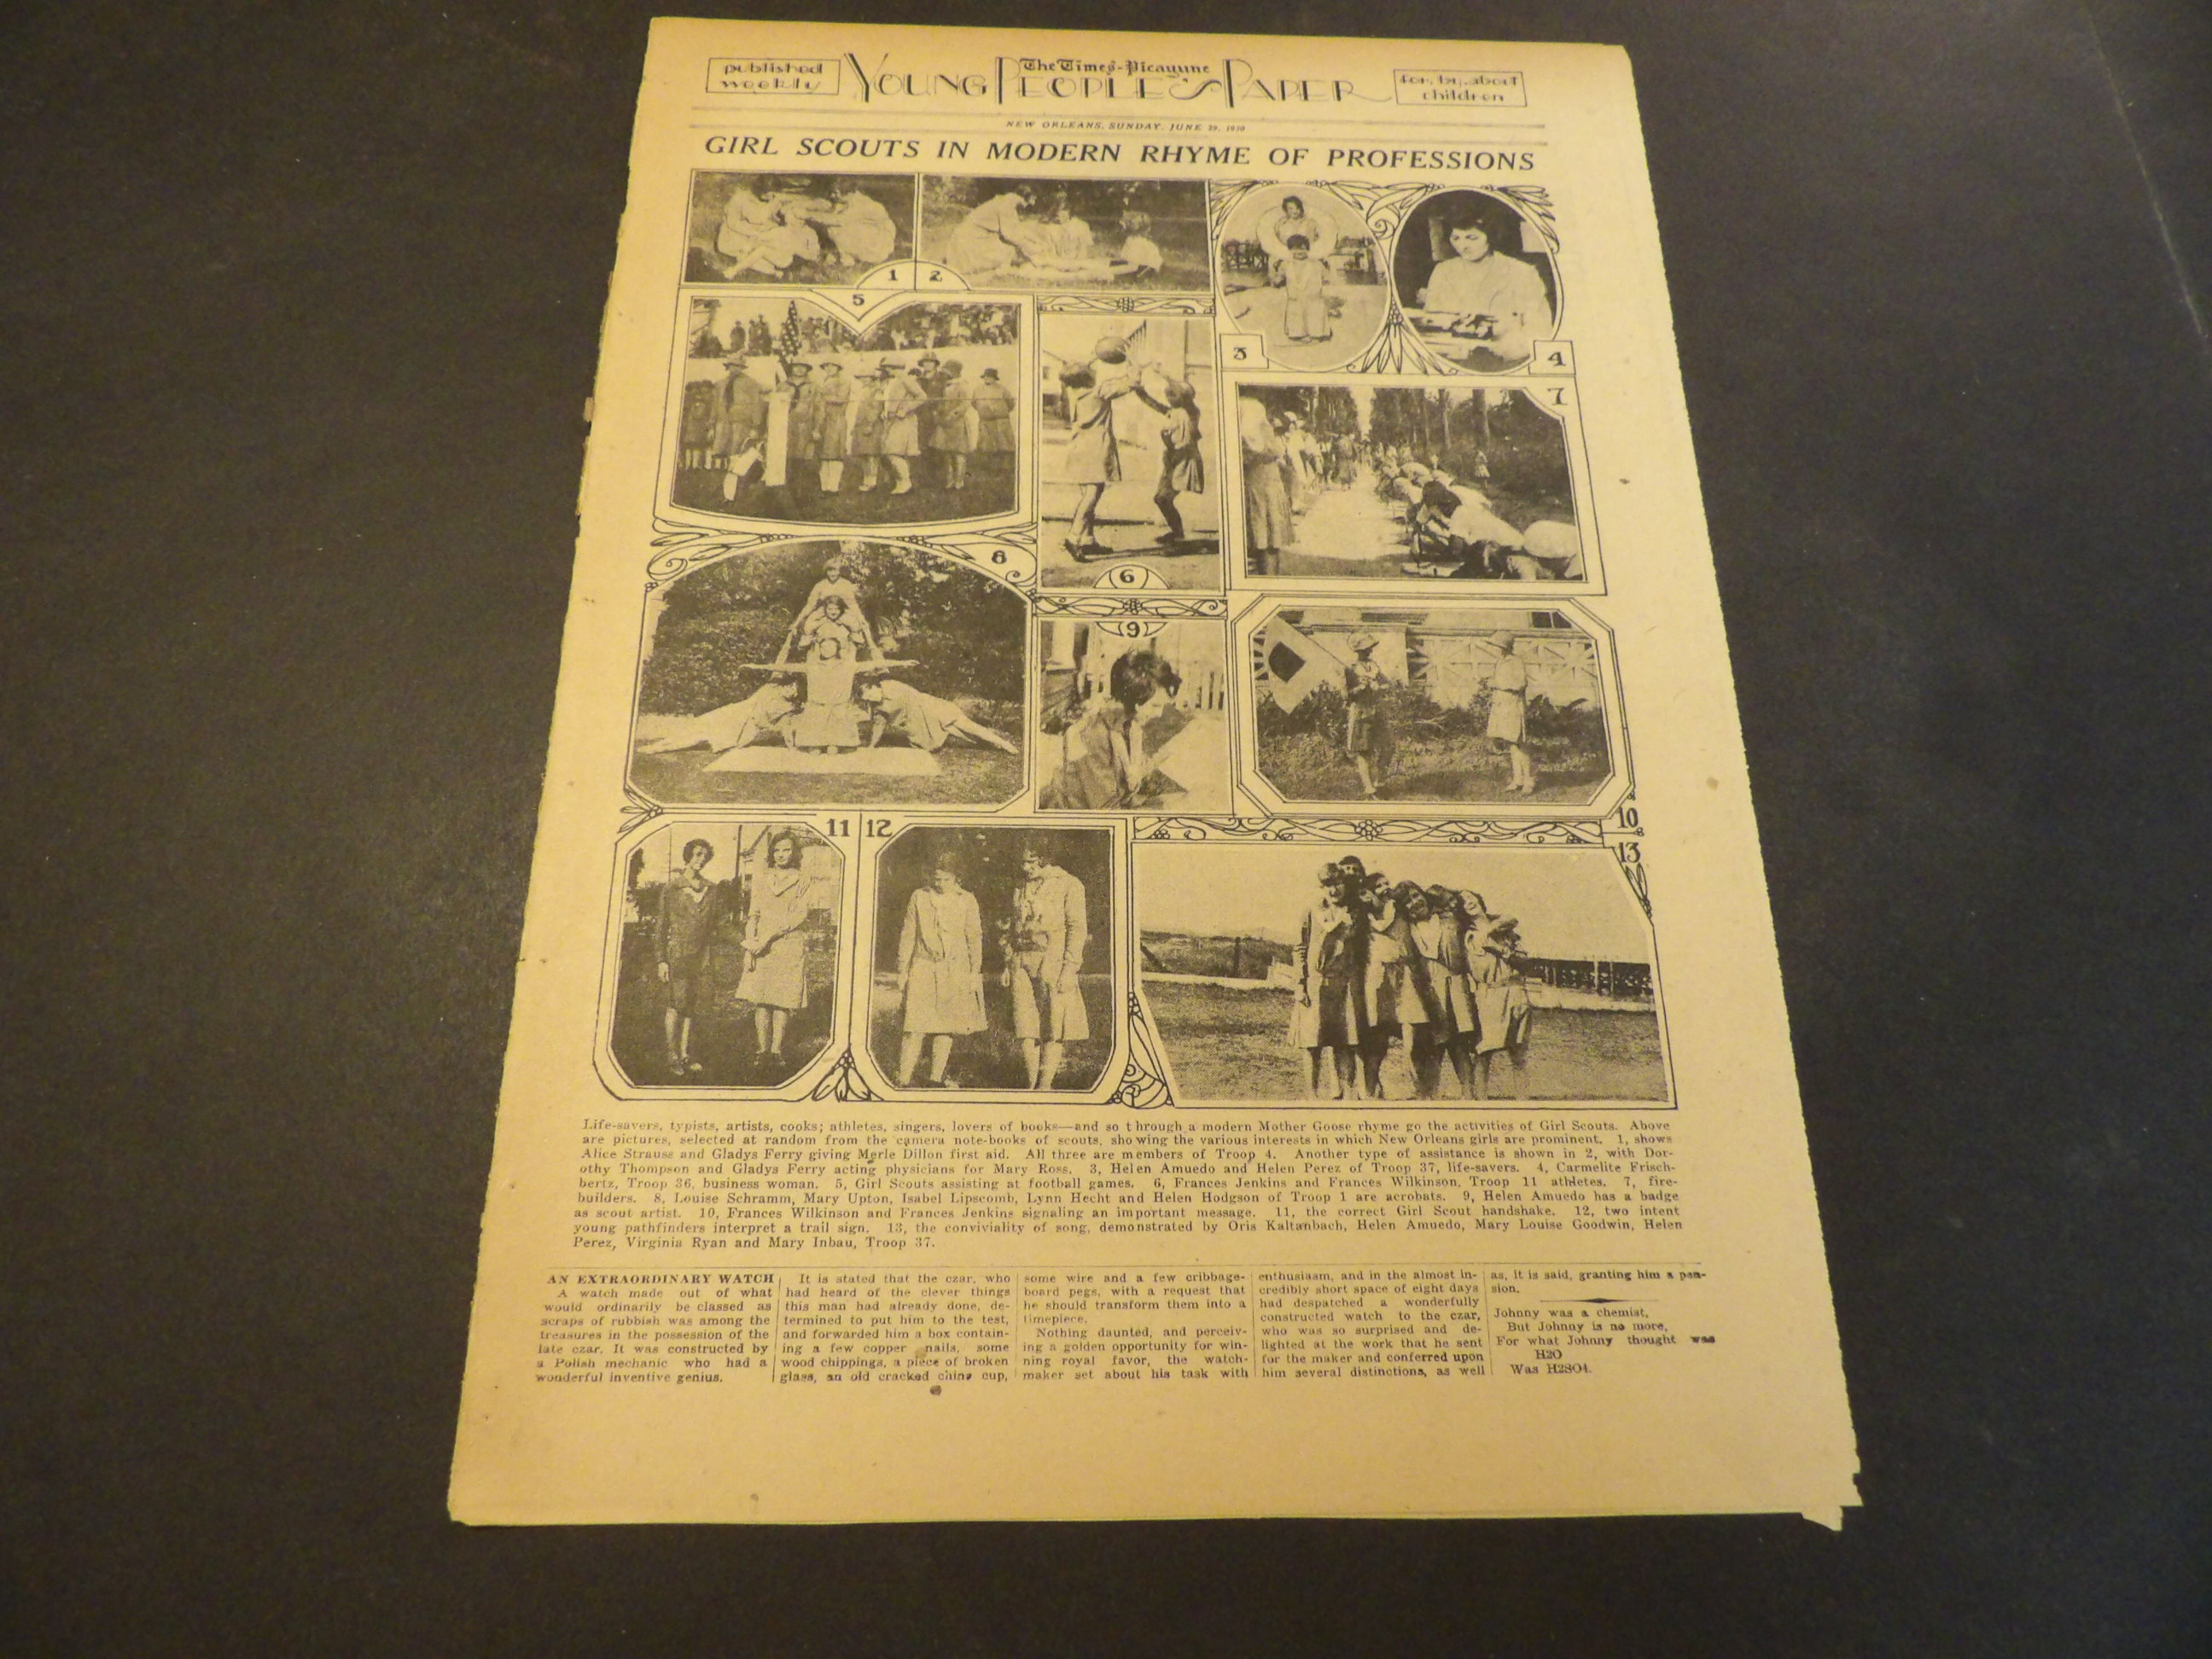 published
weekly
The Times-Picayune
YOUNG PEOPLE'S PAPER
for, by, about
children
NEW ORLEANS, SUNDAY, JUNE 29, 1930
GIRL SCOUTS IN MODERN RHYME OF PROFESSIONS
1
2
3
4
5
6
7
8
9
10
11
12
13
Life-savers, typists, artists, cooks; athletes, singers, lovers of books—and so through a modern Mother Goose rhyme go the activities of Girl Scouts. Above
are pictures, selected at random from the camera note-books of scouts, showing the various interests in which New Orleans girls are prominent. 1, shows
Alice Strauss and Gladys Ferry giving Merle Dillon first aid. All three are members of Troop 4. Another type of assistance is shown in 2, with Dor-
othy Thompson and Gladys Ferry acting physicians for Mary Ross. 3, Helen Amuedo and Helen Perez of Troop 37, life-savers. 4, Carmelite Frisch-
bertz, Troop 36, business woman. 5, Girl Scouts assisting at football games. 6, Frances Jenkins and Frances Wilkinson, Troop 11 athletes. 7, fire-
builders. 8, Louise Schramm, Mary Upton, Isabel Lipscomb, Lynn Hecht and Helen Hodgson of Troop 1 are acrobats. 9, Helen Amuedo has a badge
as scout artist. 10, Frances Wilkinson and Frances Jenkins signaling an important message. 11, the correct Girl Scout handshake. 12, two intent
young pathfinders interpret a trail sign. 13, the conviviality of song, demonstrated by Oris Kaltanbach, Helen Amuedo, Mary Louise Goodwin, Helen
Perez, Virginia Ryan and Mary Inbau, Troop 37.
AN EXTRAORDINARY WATCH
A watch made out of what
would ordinarily be classed as
scraps of rubbish was among the
treasures in the possession of the
late czar. It was constructed by
a Polish mechanic who had a
wonderful inventive genius.
It is stated that the czar, who
had heard of the clever things
this man had already done, de-
termined to put him to the test,
and forwarded him a box contain-
ing a few copper nails, some
wood chippings, a piece of broken
glass, an old cracked china cup,
some wire and a few cribbage-
board pegs, with a request that
he should transform them into a
timepiece.
Nothing daunted, and perceiv-
ing a golden opportunity for win-
ning royal favor, the watch-
maker set about his task with
enthusiasm, and in the almost in-
credibly short space of eight days
had despatched a wonderfully
constructed watch to the czar,
who was so surprised and de-
lighted at the work that he sent
for the maker and conferred upon
him several distinctions, as well
as, it is said, granting him a pen-
sion.
Johnny was a chemist,
But Johnny is no more,
For what Johnny thought was
H2O
Was H2SO4.